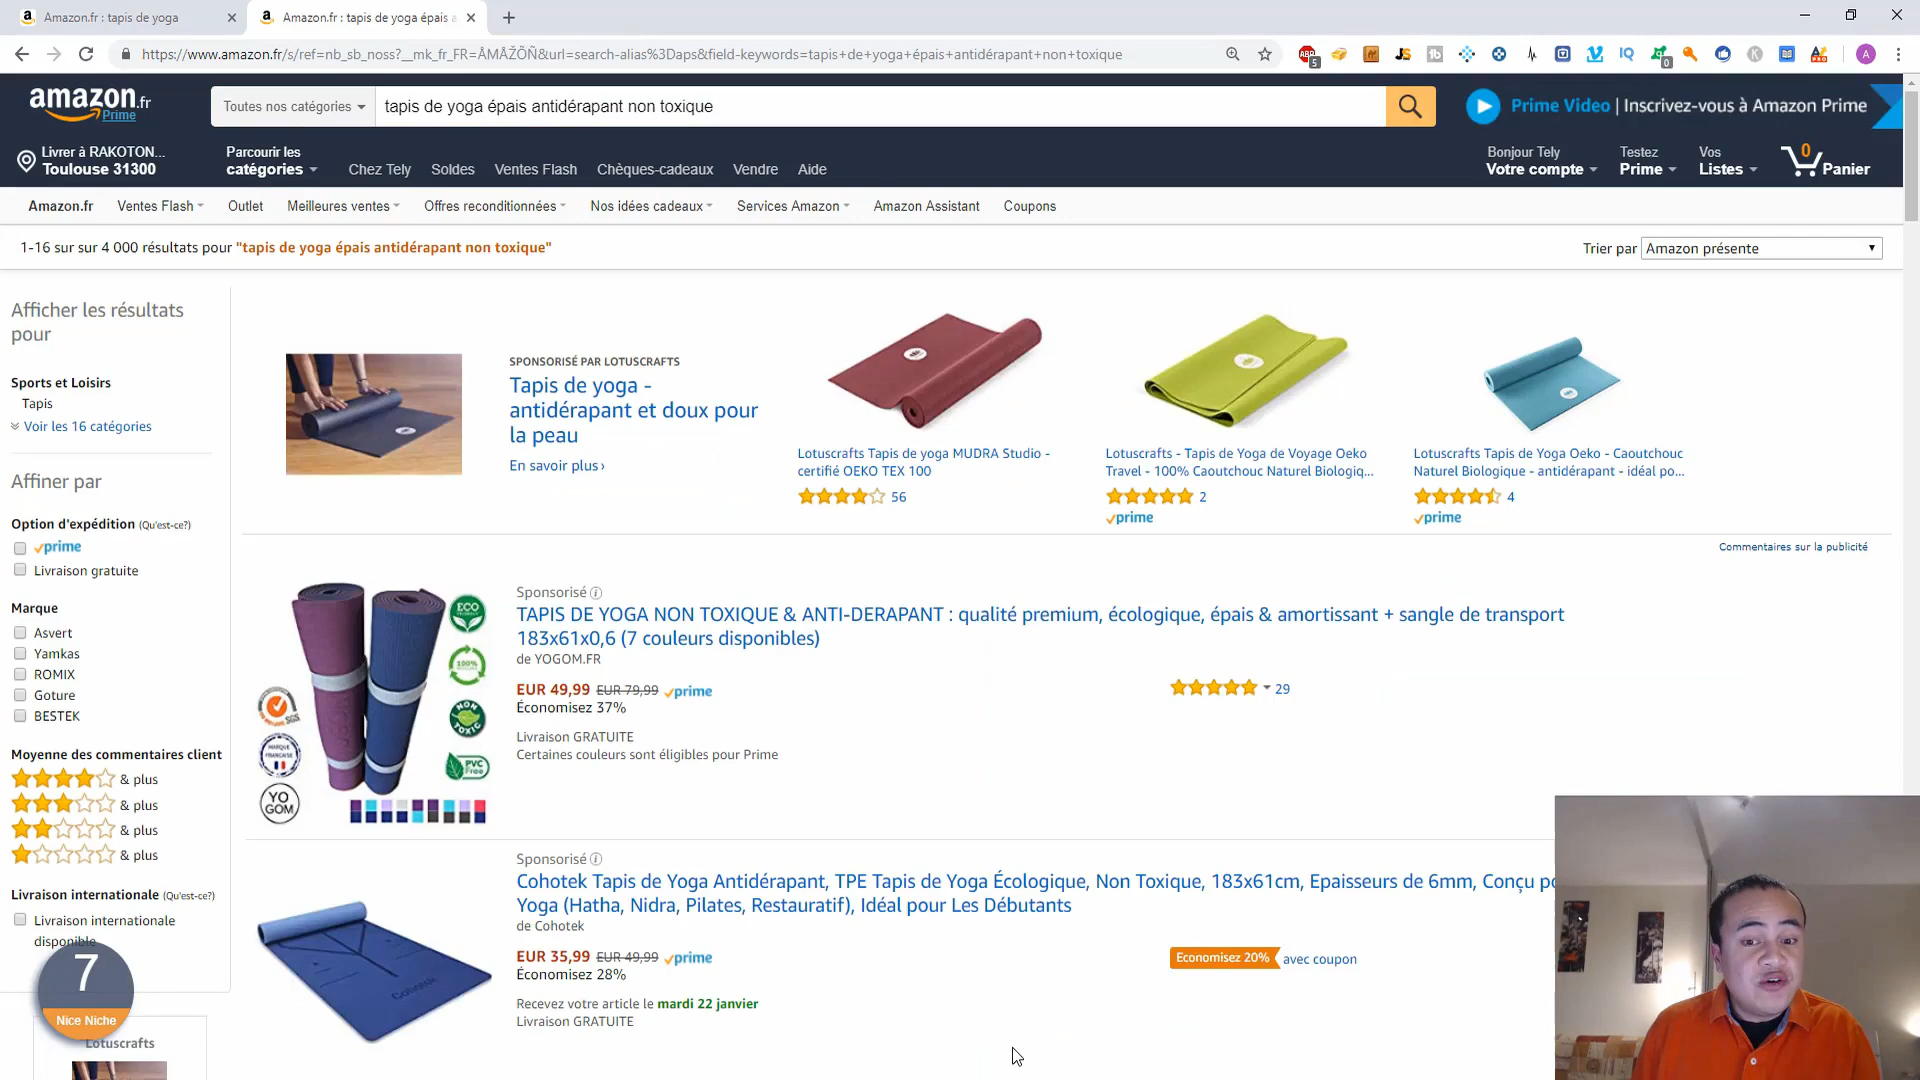 Amazon.fr : tapis de yoga
Amazon.fr : tapis de yoga épais a
https://www.amazon.fr/s/ref=nb_sb_noss?__mk_fr_FR=ÅMÅŽÕÑ&url=search-alias%3Daps&field-keywords=tapis+de+yoga+épais+antidérapant+non+toxique
amazon.fr
Prime
Toutes nos catégories
tapis de yoga épais antidérapant non toxique
Prime Video | Inscrivez-vous à Amazon Prime
Livrer à RAKOTON...
Toulouse 31300
Parcourir les
catégories
Chez Tely
Soldes
Ventes Flash
Chèques-cadeaux
Vendre
Aide
Bonjour Tely
Votre compte
Testez
Prime
Vos
Listes
0
Panier
Amazon.fr
Ventes Flash
Outlet
Meilleures ventes
Offres reconditionnées
Nos idées cadeaux
Services Amazon
Amazon Assistant
Coupons
1-16 sur sur 4 000 résultats pour "tapis de yoga épais antidérapant non toxique"
Trier par
Amazon présente
Afficher les résultats
pour
Sports et Loisirs
Tapis
Voir les 16 catégories
Affiner par
Option d'expédition (Qu'est-ce?)
prime
Livraison gratuite
Marque
Asvert
Yamkas
ROMIX
Goture
BESTEK
Moyenne des commentaires client
& plus
& plus
& plus
& plus
Livraison internationale (Qu'est-ce?)
Livraison internationale
disponible
7
Nice Niche
Lotuscrafts
SPONSORISÉ PAR LOTUSCRAFTS
Tapis de yoga -
antidérapant et doux pour
la peau
En savoir plus ›
Lotuscrafts Tapis de yoga MUDRA Studio -
certifié OEKO TEX 100
56
Lotuscrafts - Tapis de Yoga de Voyage Oeko
Travel - 100% Caoutchouc Naturel Biologiq...
2
prime
Lotuscrafts Tapis de Yoga Oeko - Caoutchouc
Naturel Biologique - antidérapant - idéal po...
4
prime
Commentaires sur la publicité
Sponsorisé
TAPIS DE YOGA NON TOXIQUE & ANTI-DERAPANT : qualité premium, écologique, épais & amortissant + sangle de transport
183x61x0,6 (7 couleurs disponibles)
de YOGOM.FR
EUR 49,99 EUR 79,99 prime
Économisez 37%
29
Livraison GRATUITE
Certaines couleurs sont éligibles pour Prime
ECO
100%
SGS
NON
TOXIC
MARQUE
FRANCAISE
PVC
Free
YO
GOM
Sponsorisé
Cohotek Tapis de Yoga Antidérapant, TPE Tapis de Yoga Écologique, Non Toxique, 183x61cm, Epaisseurs de 6mm, Conçu po
Yoga (Hatha, Nidra, Pilates, Restauratif), Idéal pour Les Débutants
de Cohotek
EUR 35,99 EUR 49,99 prime
Économisez 28%
Economisez 20% avec coupon
Recevez votre article le mardi 22 janvier
Livraison GRATUITE
Cohotek